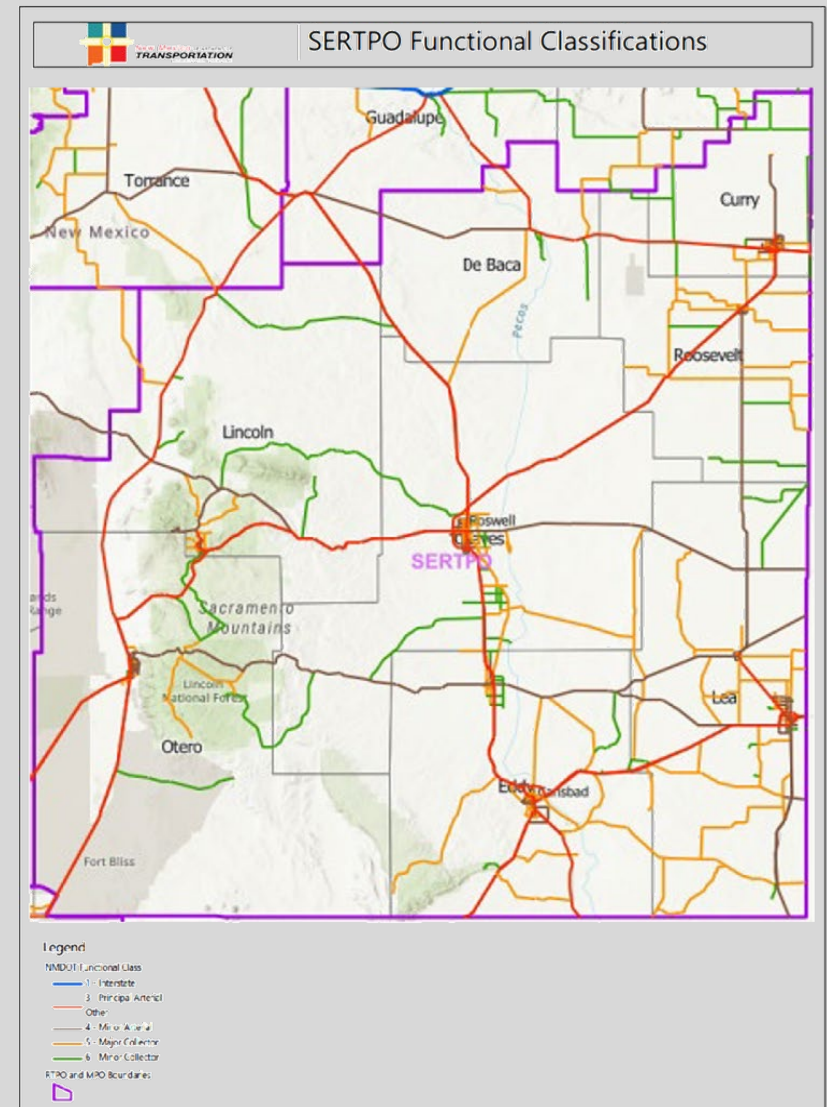 TRANSPORTATION
SERTPO Functional Classifications
Guadalupe
Torrance
Curry
New Mexico
De Baca
Pecos
Roosevelt
Lincoln
Roswell
SERTPO
Sacramento
Mountains
Lincoln
National Forest
Lea
Otero
Eddy
Fort Bliss
Legend
NMDOT Functional Class
1 - Interstate
3 - Principal Arterial
Other
4 - Minor Arterial
5 - Major Collector
6 - Minor Collector
RTPO and MPO Boundaries